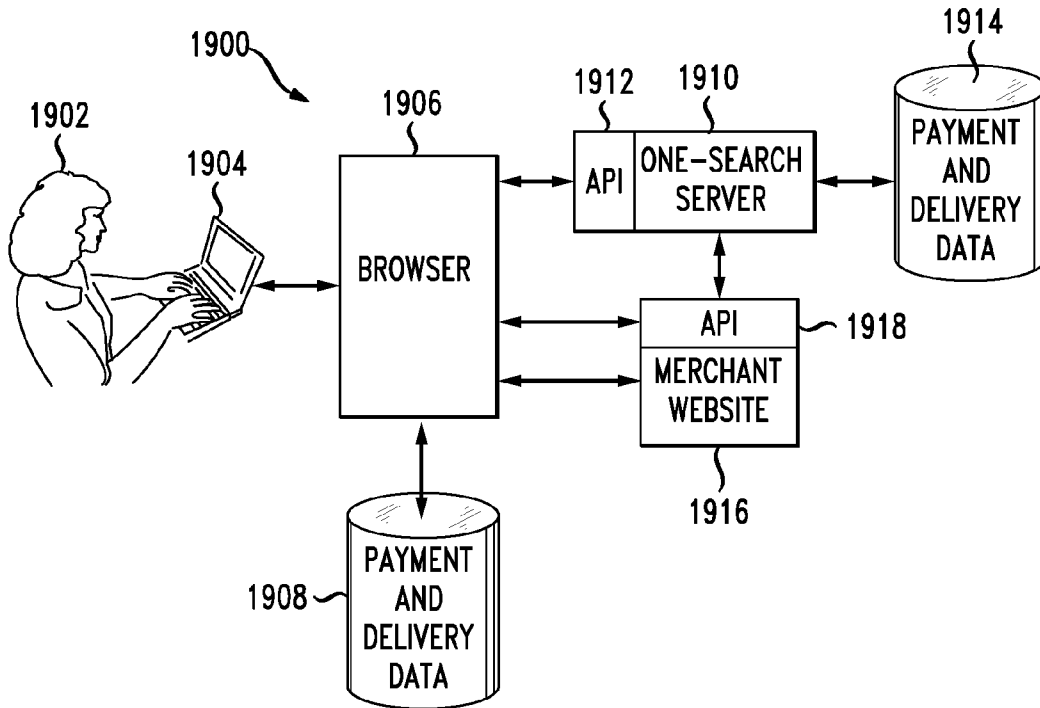 1900
1902
1904
1906
1912
1910
1914
API
ONE-SEARCH
SERVER
PAYMENT
AND
DELIVERY
DATA
BROWSER
API
1918
MERCHANT
WEBSITE
1916
1908
PAYMENT
AND
DELIVERY
DATA